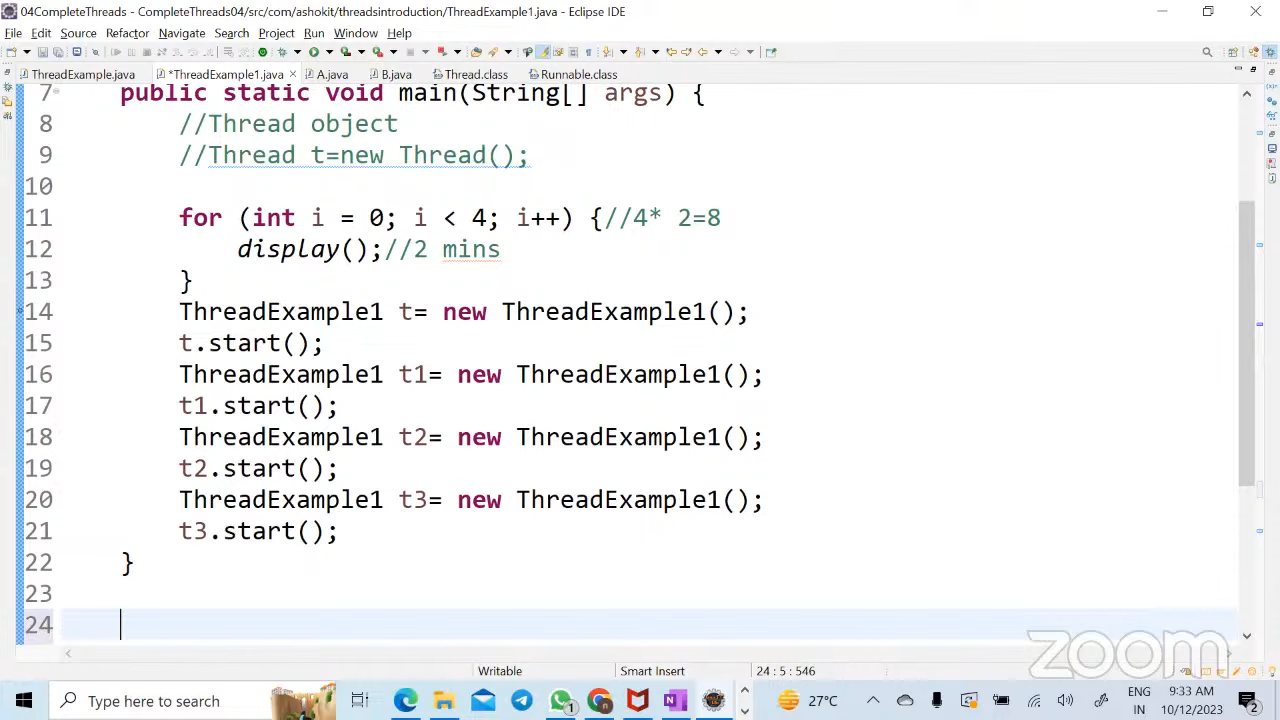 04CompleteThreads - CompleteThreads04/src/com/ashokit/threadsintroduction/ThreadExample1.java - Eclipse IDE
File Edit Source Refactor Navigate Search Project Run Window Help
ThreadExample.java *ThreadExample1.java A.java B.java Thread.class Runnable.class
7 public static void main(String[] args) {
8 //Thread object
9 //Thread t=new Thread();
10
11 for (int i = 0; i < 4; i++) {//4* 2=8
12 display();//2 mins
13 }
14 ThreadExample1 t= new ThreadExample1();
15 t.start();
16 ThreadExample1 t1= new ThreadExample1();
17 t1.start();
18 ThreadExample1 t2= new ThreadExample1();
19 t2.start();
20 ThreadExample1 t3= new ThreadExample1();
21 t3.start();
22 }
23
24
zoom
Writable Smart Insert 24 : 5 : 546
Type here to search 1 27°C ENG IN 9:33 AM 10/12/2023 2